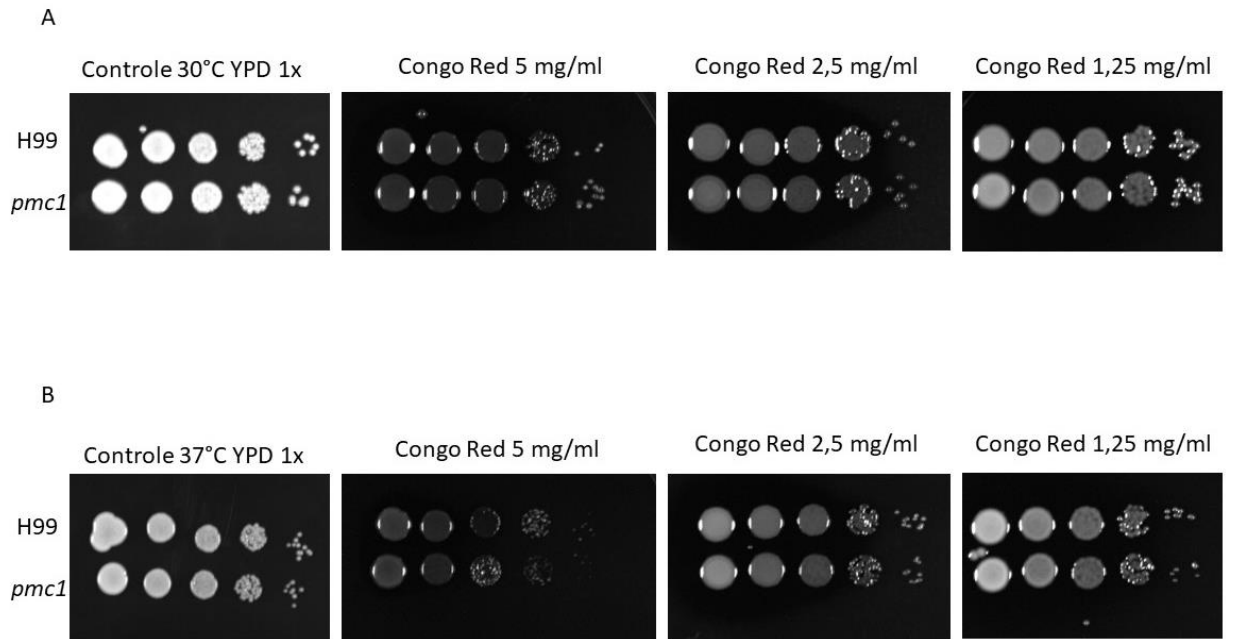 A
Controle 30°C YPD 1x
Congo Red 5 mg/ml
Congo Red 2,5 mg/ml
Congo Red 1,25 mg/ml
H99
pmc1
B
Controle 37°C YPD 1x
Congo Red 5 mg/ml
Congo Red 2,5 mg/ml
Congo Red 1,25 mg/ml
H99
pmc1